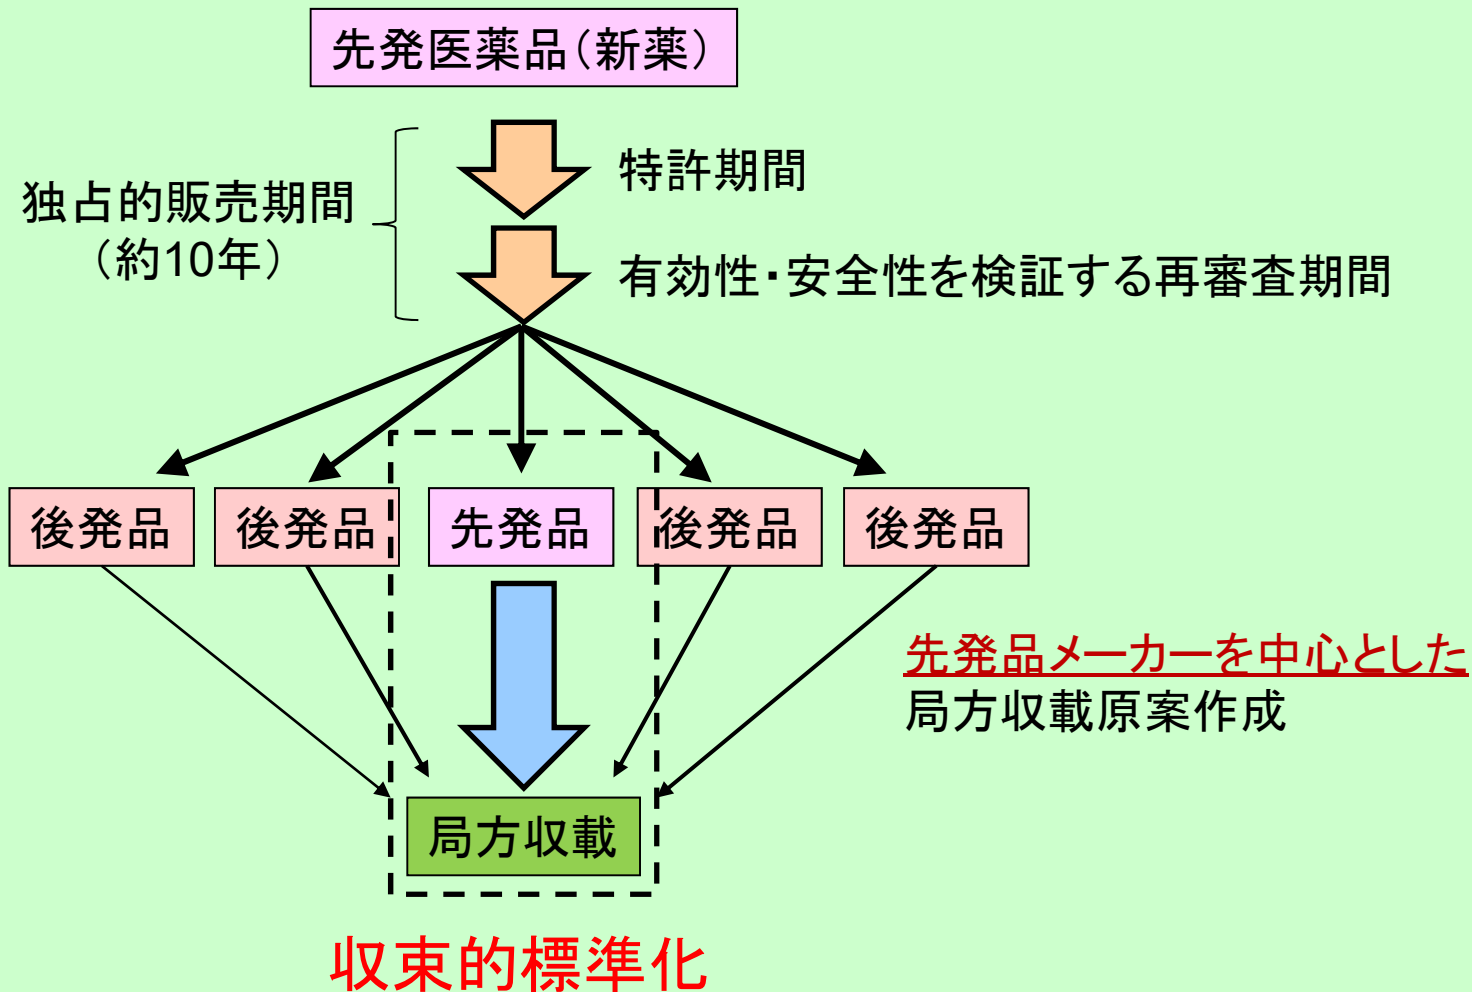 先発医薬品（新薬）
特許期間
独占的販売期間
（約10年）
有効性・安全性を検証する再審査期間
後発品
後発品
先発品
後発品
後発品
先発品メーカーを中心とした
局方収載原案作成
局方収載
収束的標準化